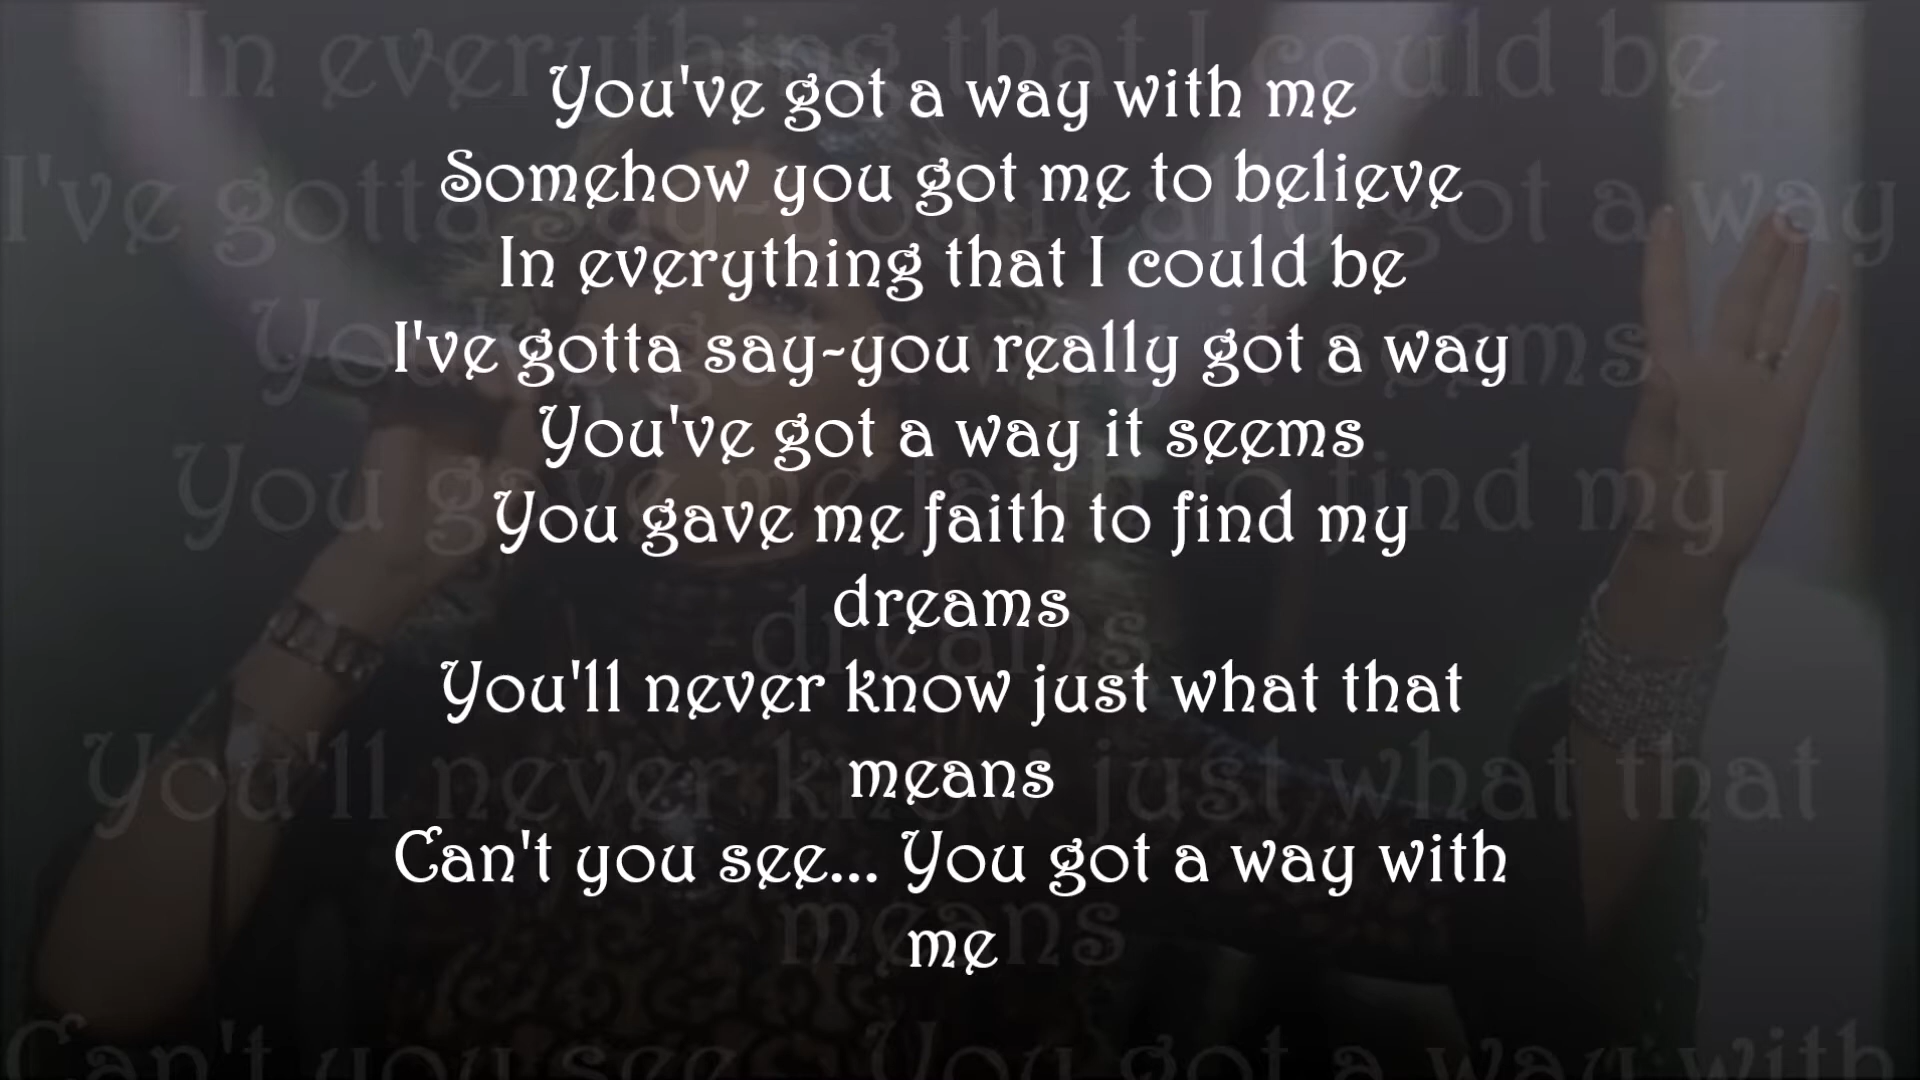 You've got a way with me
Somehow you got me to believe
In everything that I could be
I've gotta say-you really got a way
You've got a way it seems
You gave me faith to find my
dreams
You'll never know just what that
means
Can't you see... You got a way with
me